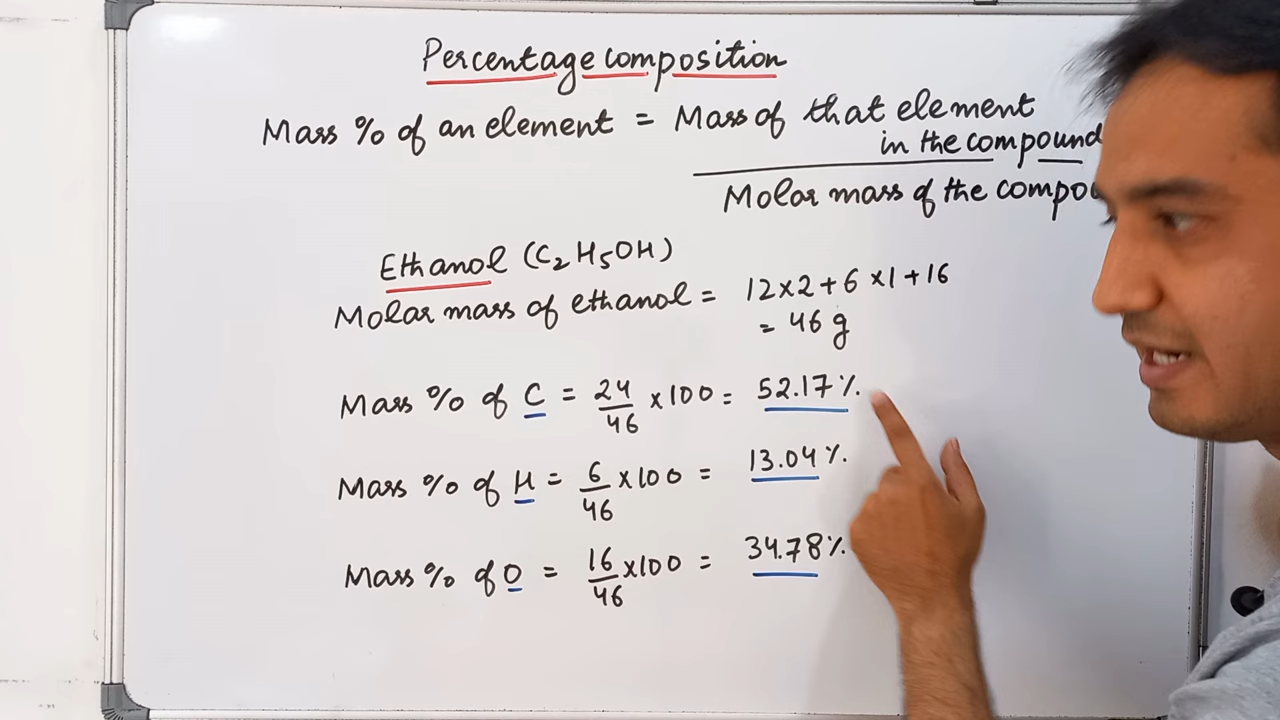 Percentage composition
Mass % of an element = Mass of that element
in the compound
Molar mass of the
Ethanol (C₂H₅OH)
Molar mass of ethanol = 12×2+6×1+16
= 46 g
Mass % of C = 24/46 ×100 = 52.17%.
Mass % of H = 6/46 ×100 = 13.04%.
Mass % of O = 16/46 ×100 = 34.78%.